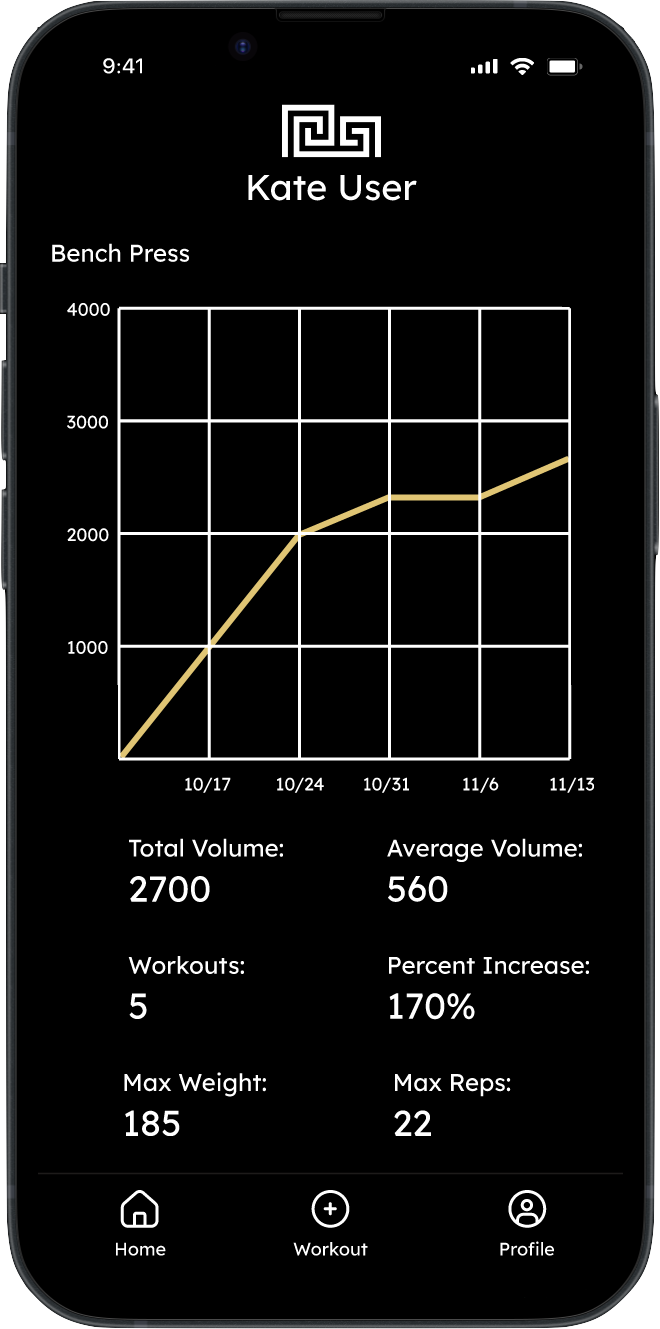 9:41
Kate User
Bench Press
4000
3000
2000
1000
10/17 10/24 10/31 11/6 11/13
Total Volume: Average Volume:
2700 560
Workouts: Percent Increase:
5 170%
Max Weight: Max Reps:
185 22
Home Workout Profile